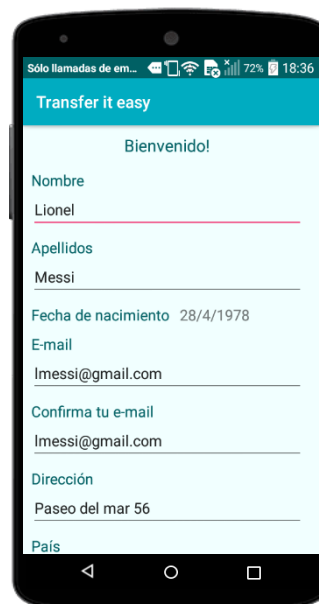 Sólo llamadas de em... 72% 18:36
Transfer it easy
Bienvenido!
Nombre
Lionel
Apellidos
Messi
Fecha de nacimiento 28/4/1978
E-mail
lmessi@gmail.com
Confirma tu e-mail
lmessi@gmail.com
Dirección
Paseo del mar 56
País